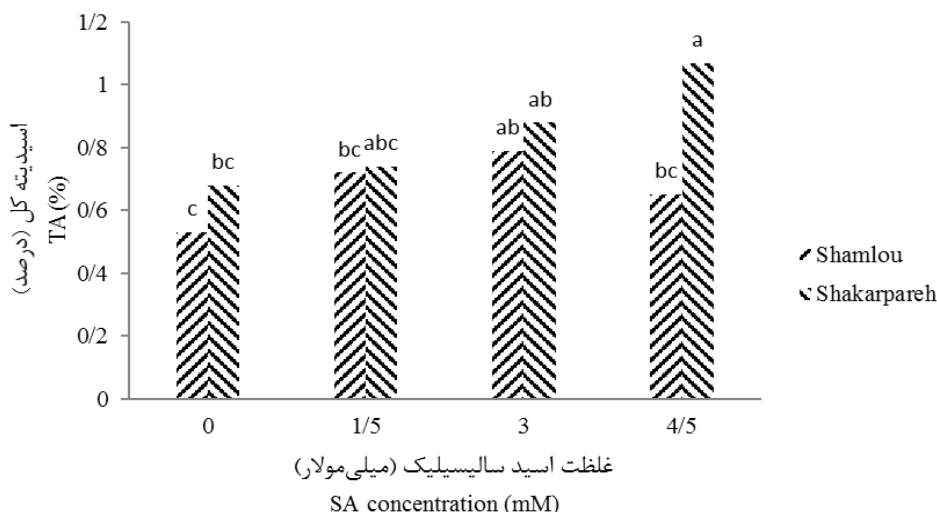 1/2
1
0/8
0/6
0/4
0/2
0
اسیدیته کل (درصد)
TA (%)
c
bc
bc
abc
ab
ab
bc
a
0
1/5
3
4/5
غلظت اسید سالیسیلیک (میلی‌مولار)
SA concentration (mM)
Shamlou
Shakarpareh